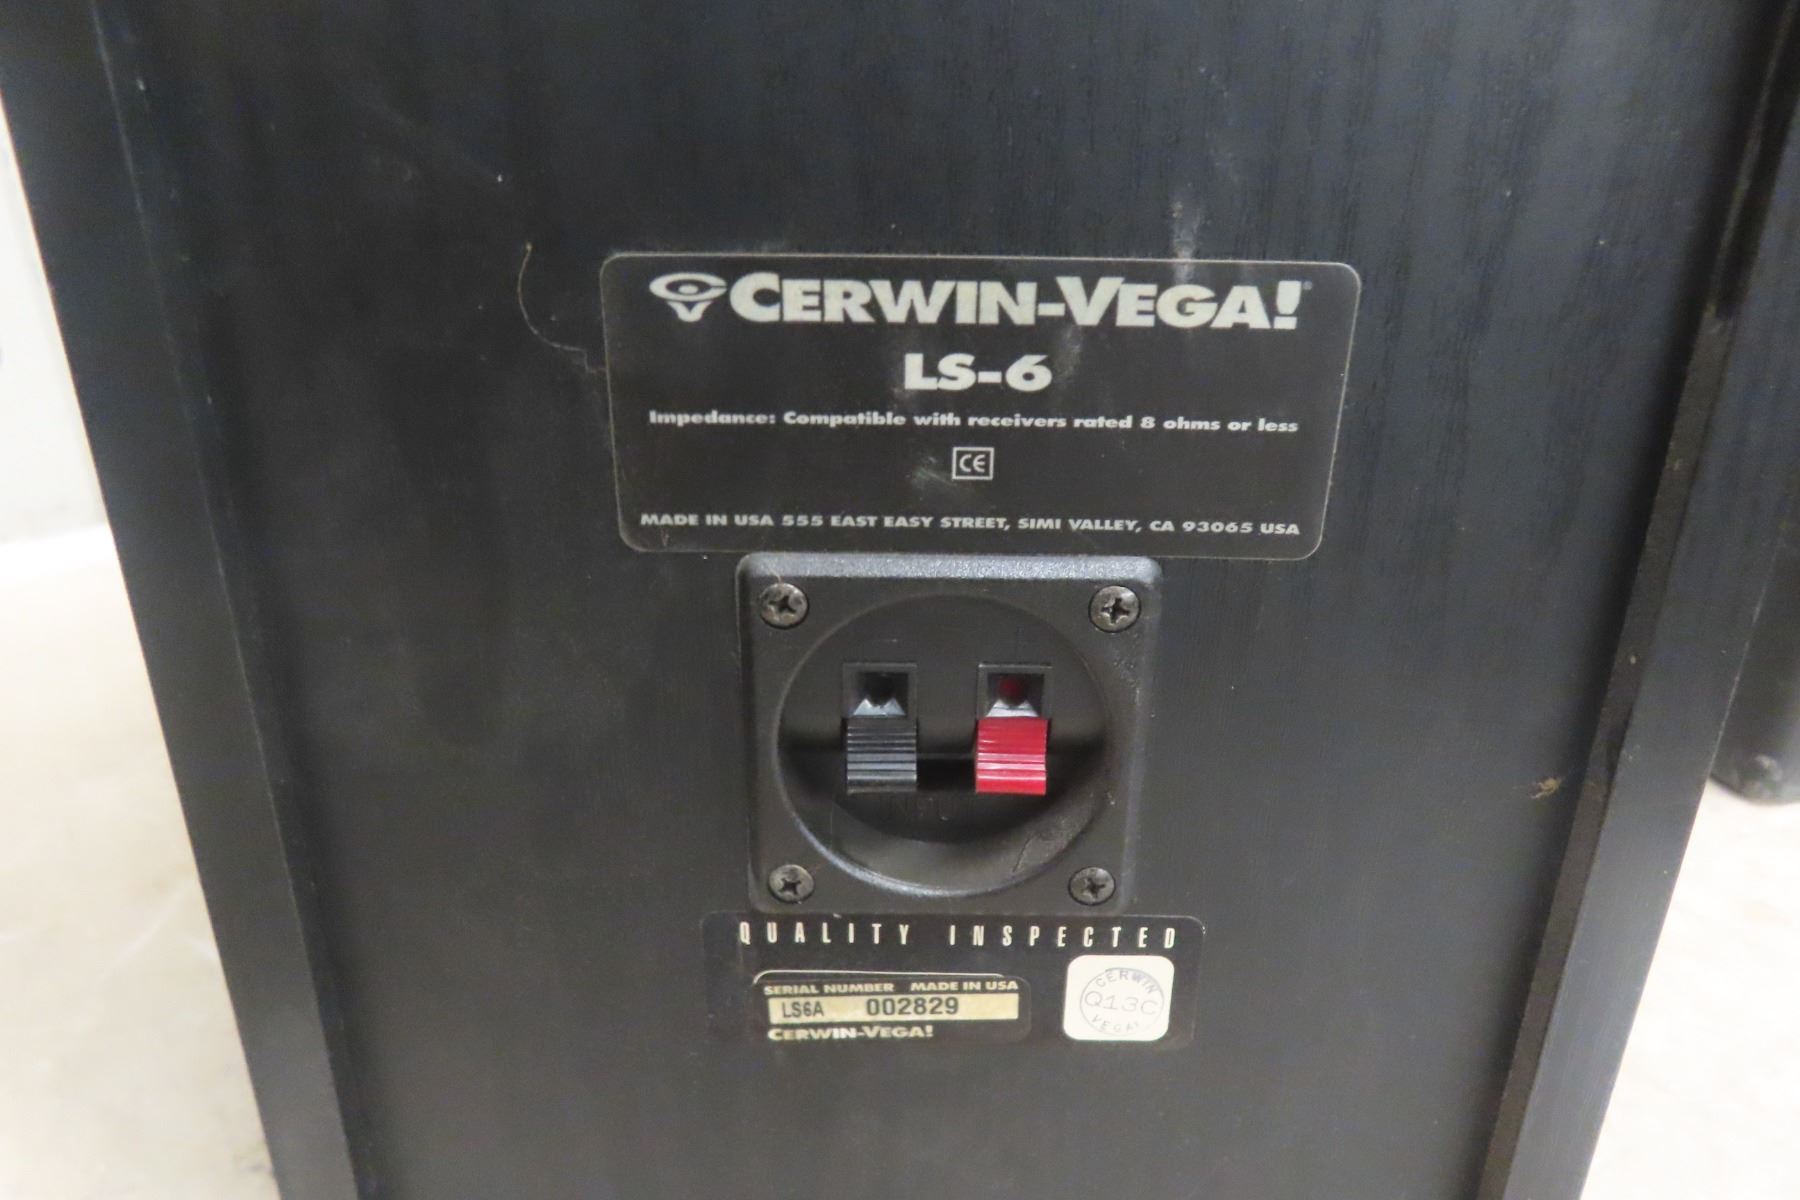 CERWIN-VEGA!®
LS-6
Impedance: Compatible with receivers rated 8 ohms or less
CE
MADE IN USA 555 EAST EASY STREET, SIMI VALLEY, CA 93065 USA
QUALITY INSPECTED
SERIAL NUMBER MADE IN USA
LS6A 002829
CERWIN-VEGA!
CERWIN
Q13C
VEGA!